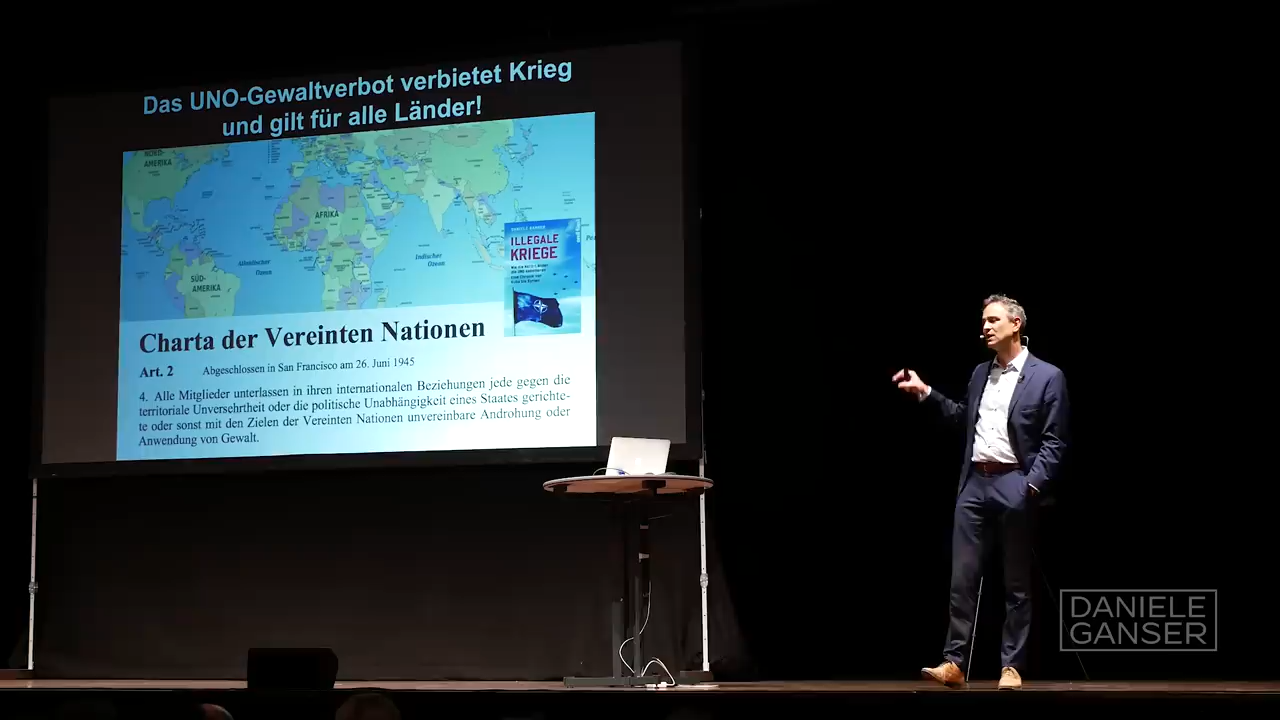 Das UNO-Gewaltverbot verbietet Krieg
und gilt für alle Länder!
NORD-
AMERIKA
AFRIKA
SÜD-
AMERIKA
Atlantischer
Ozean
Indischer
Ozean
DANIELE GANSER
ILLEGALE
KRIEGE
Charta der Vereinten Nationen
Art. 2 Abgeschlossen in San Francisco am 26. Juni 1945
4. Alle Mitglieder unterlassen in ihren internationalen Beziehungen jede gegen die
territoriale Unversehrtheit oder die politische Unabhängigkeit eines Staates gerichte-
te oder sonst mit den Zielen der Vereinten Nationen unvereinbare Androhung oder
Anwendung von Gewalt.
DANIELE
GANSER